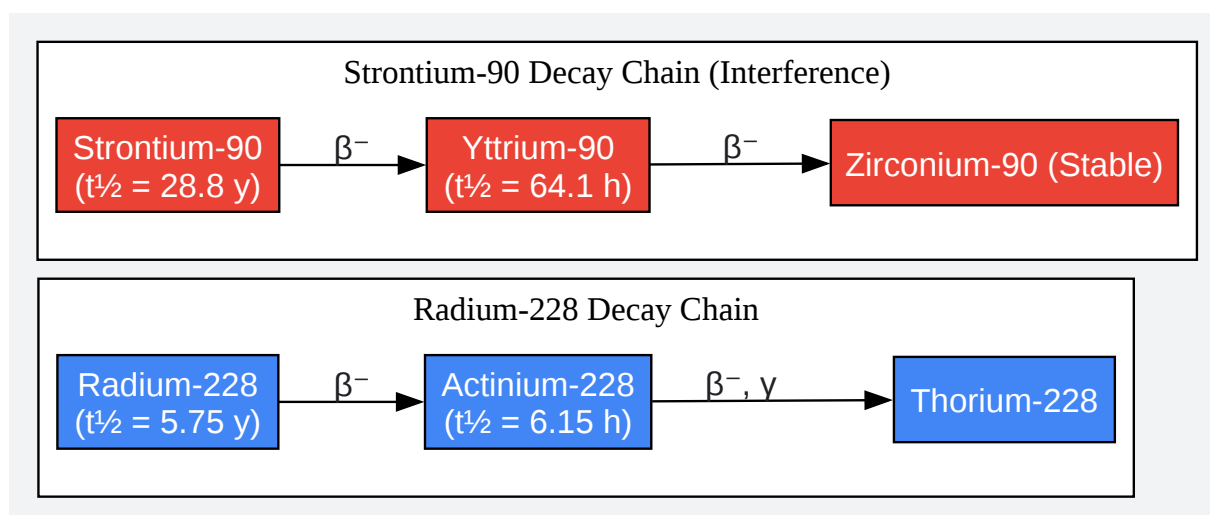 Strontium-90 Decay Chain (Interference)
Strontium-90
(t½ = 28.8 y)
β⁻
Yttrium-90
(t½ = 64.1 h)
β⁻
Zirconium-90 (Stable)
Radium-228 Decay Chain
Radium-228
(t½ = 5.75 y)
β⁻
Actinium-228
(t½ = 6.15 h)
β⁻, γ
Thorium-228